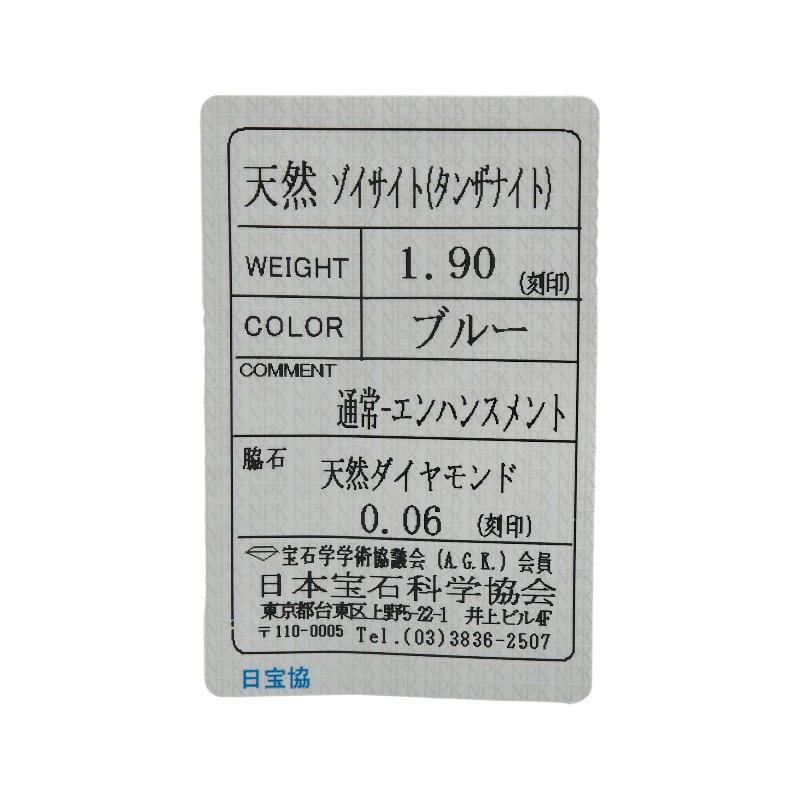 天然 ゾイサイト(タンザナイト)
WEIGHT 1.90 (刻印)
COLOR ブルー
COMMENT
通常-エンハンスメント
脇石 天然ダイヤモンド
0.06 (刻印)
宝石学学術協議会 (A.G.K.) 会員
日本宝石科学協会
東京都台東区上野5-22-1 井上ビル4F
〒110-0005 Tel.(03)3836-2507
日宝協